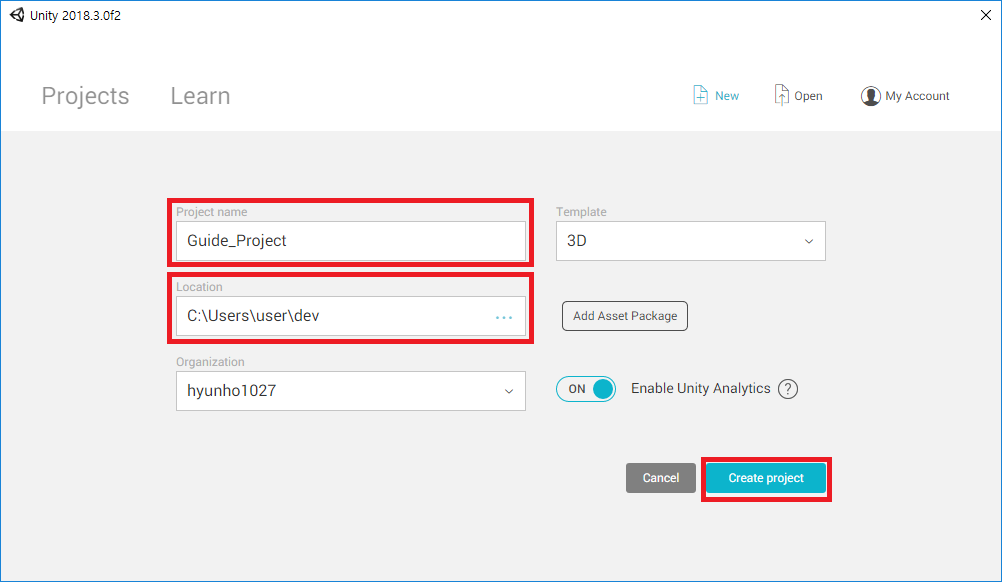 Unity 2018.3.0f2
Projects
Learn
New
Open
My Account
Project name
Guide_Project
Template
3D
Location
C:\Users\user\dev
...
Add Asset Package
Organization
hyunho1027
ON
Enable Unity Analytics
?
Cancel
Create project